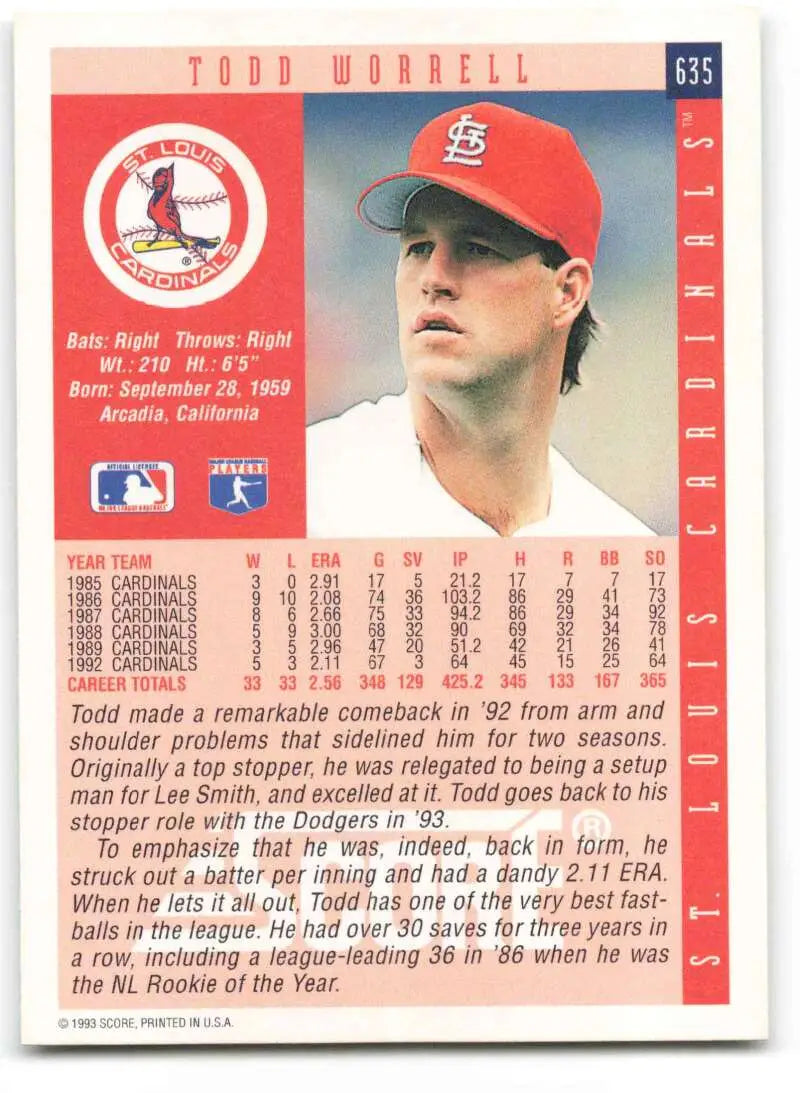 TODD WORRELL
635
ST. LOUIS
CARDINALS
®
ST. LOUIS CARDINALS™
Bats: Right Throws: Right
Wt.: 210 Ht.: 6'5"
Born: September 28, 1959
Arcadia, California
OFFICIAL LICENSEE
MAJOR LEAGUE BASEBALL
MAJOR LEAGUE BASEBALL
PLAYERS
YEAR TEAM W L ERA G SV IP H R BB SO
1985 CARDINALS 3 0 2.91 17 5 21.2 17 7 7 17
1986 CARDINALS 9 10 2.08 74 36 103.2 86 29 41 73
1987 CARDINALS 8 6 2.66 75 33 94.2 86 29 34 92
1988 CARDINALS 5 9 3.00 68 32 90 69 32 34 78
1989 CARDINALS 3 5 2.96 47 20 51.2 42 21 26 41
1992 CARDINALS 5 3 2.11 67 3 64 45 15 25 64
CAREER TOTALS 33 33 2.56 348 129 425.2 345 133 167 365
Todd made a remarkable comeback in '92 from arm and
shoulder problems that sidelined him for two seasons.
Originally a top stopper, he was relegated to being a setup
man for Lee Smith, and excelled at it. Todd goes back to his
stopper role with the Dodgers in '93.
To emphasize that he was, indeed, back in form, he
struck out a batter per inning and had a dandy 2.11 ERA.
When he lets it all out, Todd has one of the very best fast-
balls in the league. He had over 30 saves for three years in
a row, including a league-leading 36 in '86 when he was
the NL Rookie of the Year.
SCORE®
© 1993 SCORE, PRINTED IN U.S.A.